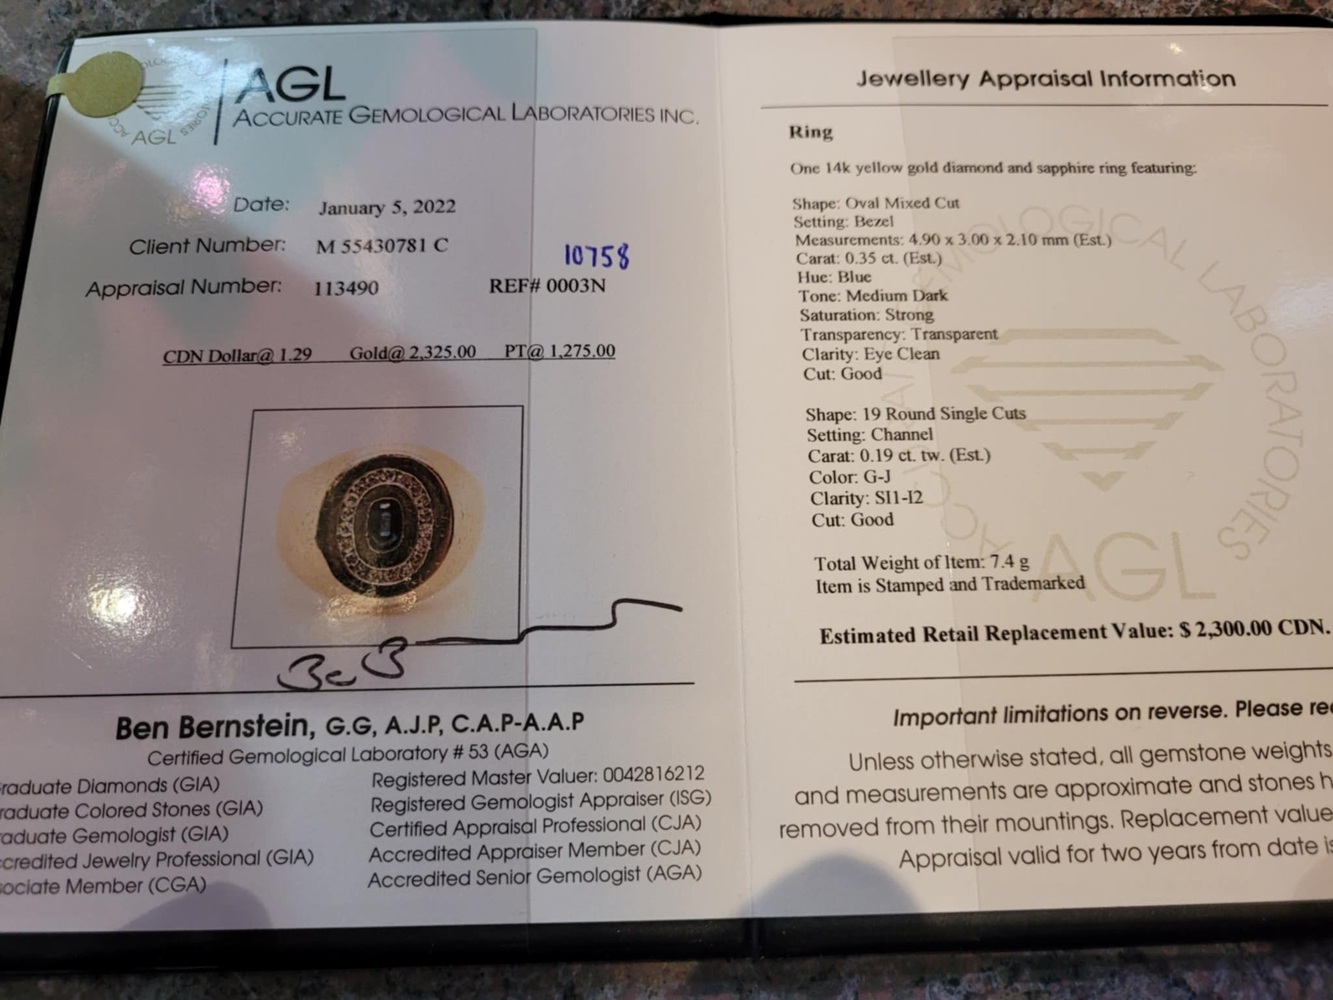 AGL
ACCURATE GEMOLOGICAL LABORATORIES INC.
AGL
Date: January 5, 2022
Client Number: M 55430781 C
10758
Appraisal Number: 113490 REF# 0003N
CDN Dollar@ 1.29 Gold@ 2,325.00 PT@ 1,275.00
Ben Bernstein, G.G, A.J.P, C.A.P-A.A.P
Certified Gemological Laboratory # 53 (AGA)
raduate Diamonds (GIA)
raduate Colored Stones (GIA)
aduate Gemologist (GIA)
ccredited Jewelry Professional (GIA)
sociate Member (CGA)
Registered Master Valuer: 0042816212
Registered Gemologist Appraiser (ISG)
Certified Appraisal Professional (CJA)
Accredited Appraiser Member (CJA)
Accredited Senior Gemologist (AGA)
Jewellery Appraisal Information
Ring
One 14k yellow gold diamond and sapphire ring featuring:
Shape: Oval Mixed Cut
Setting: Bezel
Measurements: 4.90 x 3.00 x 2.10 mm (Est.)
Carat: 0.35 ct. (Est.)
Hue: Blue
Tone: Medium Dark
Saturation: Strong
Transparency: Transparent
Clarity: Eye Clean
Cut: Good
Shape: 19 Round Single Cuts
Setting: Channel
Carat: 0.19 ct. tw. (Est.)
Color: G-J
Clarity: SI1-I2
Cut: Good
Total Weight of Item: 7.4 g
Item is Stamped and Trademarked
AGL
Estimated Retail Replacement Value: $ 2,300.00 CDN.
Important limitations on reverse. Please re
Unless otherwise stated, all gemstone weights
and measurements are approximate and stones h
removed from their mountings. Replacement value
Appraisal valid for two years from date is